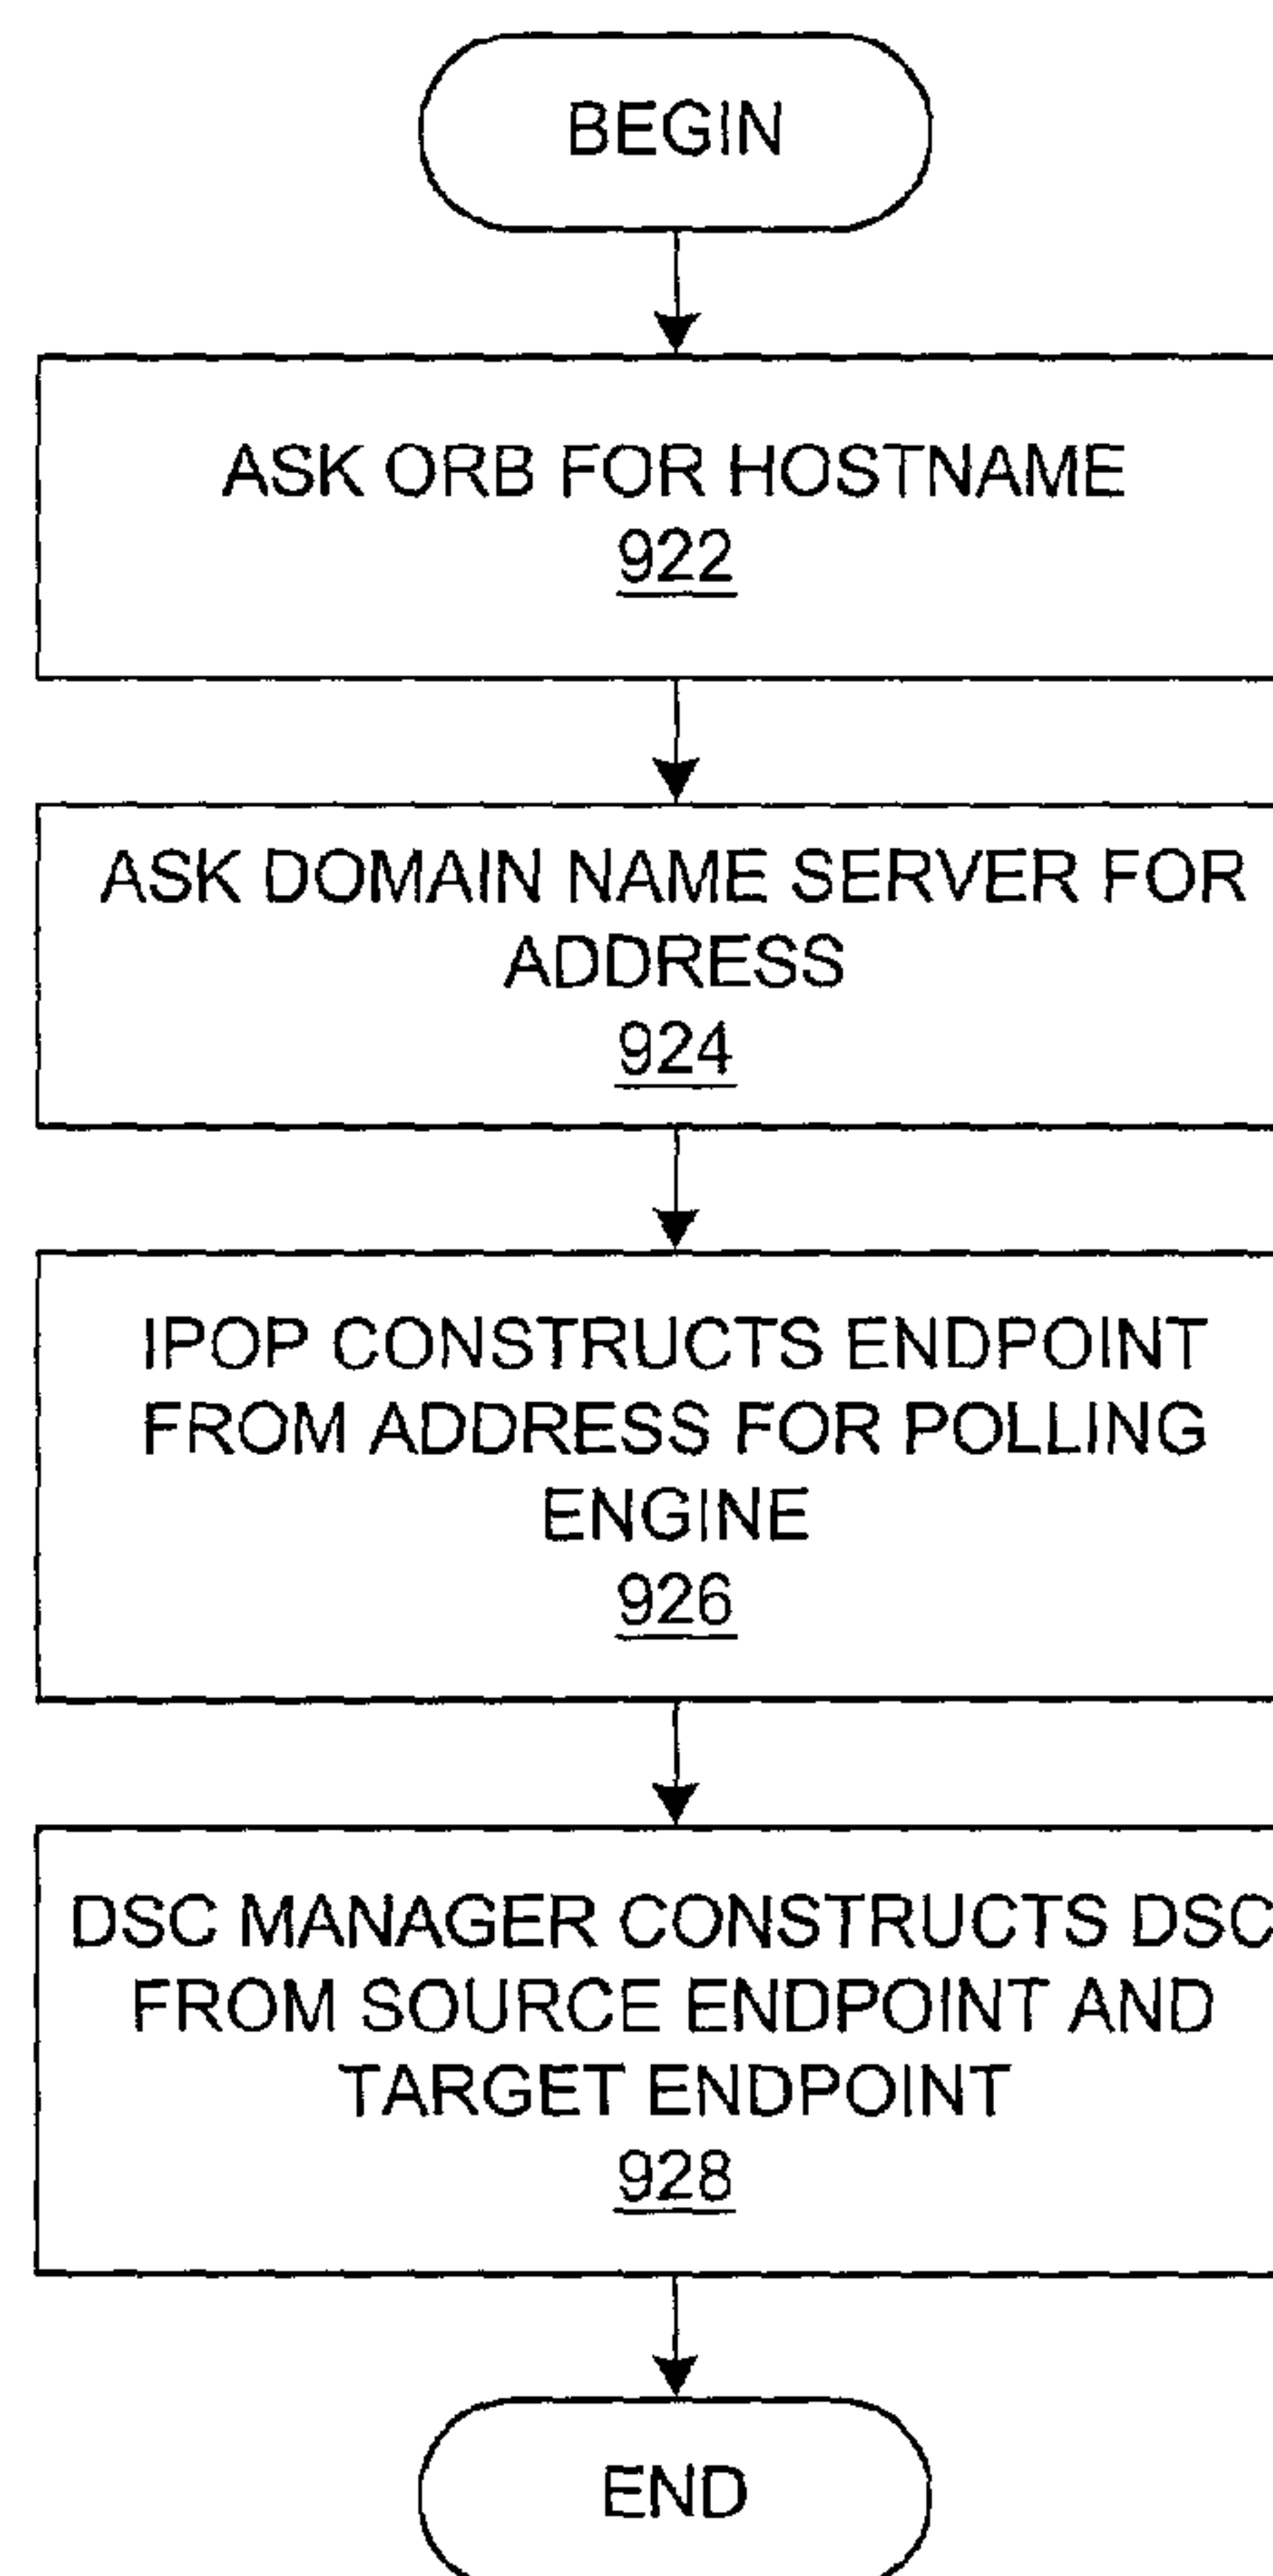 BEGIN
ASK ORB FOR HOSTNAME
922
ASK DOMAIN NAME SERVER FOR
ADDRESS
924
IPOP CONSTRUCTS ENDPOINT
FROM ADDRESS FOR POLLING
ENGINE
926
DSC MANAGER CONSTRUCTS DSC
FROM SOURCE ENDPOINT AND
TARGET ENDPOINT
928
END